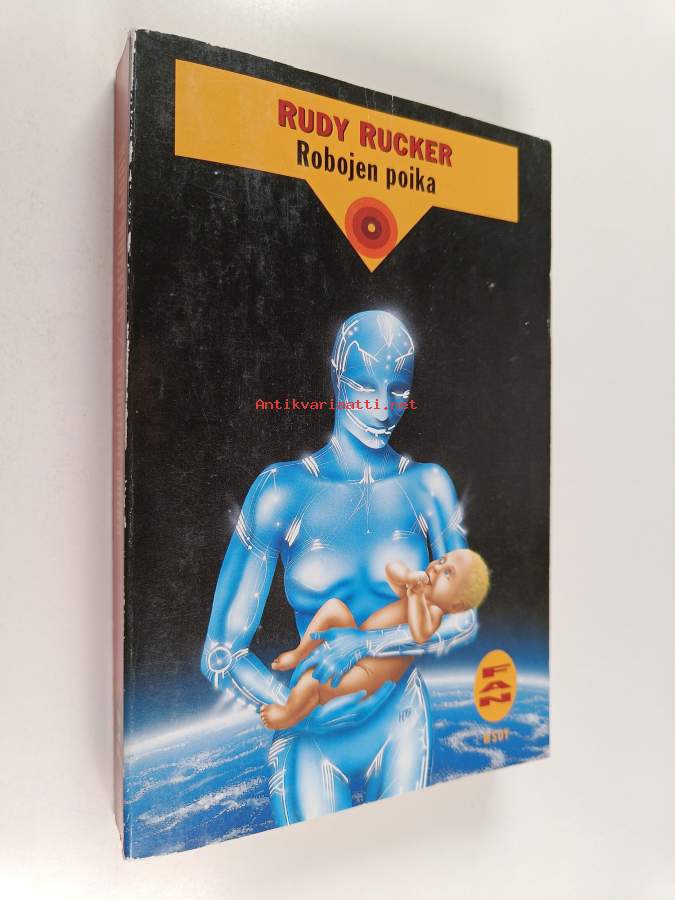 RUDY RUCKER
Robojen poika
Antikvariaatti.net
FAN
WSOY